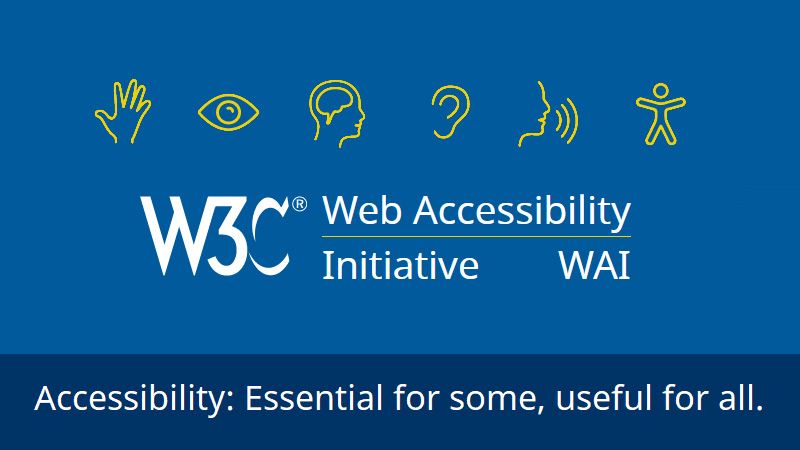 W3C® Web Accessibility
Initiative WAI
Accessibility: Essential for some, useful for all.